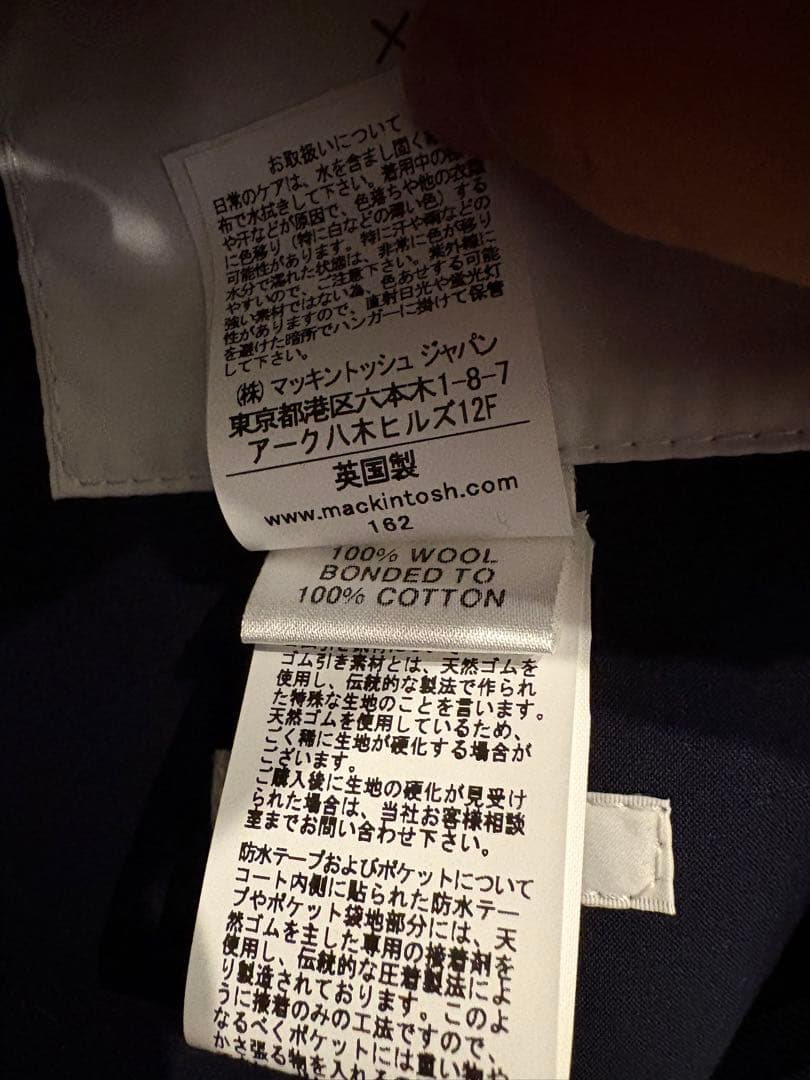 お取扱いについて
日常のケアは、水を含まし固く
布で水拭きして下さい。着用中の
や汗などが原因で、色落ちや他の衣類
に色移り（特に白などの薄い色）する
可能性があります。特に汗や雨などの
水分で濡れた状態は、非常に色が移り
やすいので、ご注意下さい。紫外線に
強い素材ではない為、色あせする可能
性がありますので、直射日光や蛍光灯
を避けた暗所でハンガーに掛けて保管
して下さい。
（株）マッキントッシュ ジャパン
東京都港区六本木1-8-7
アーク八木ヒルズ12F
英国製
www.mackintosh.com
162
100% WOOL
BONDED TO
100% COTTON
ゴム引き素材とは、天然ゴムを
使用し、伝統的な製法で作られ
た特殊な生地のことを言います。
天然ゴムを使用しているため、
ごく稀に生地が硬化する場合が
ございます。
ご購入後に生地の硬化が見受け
られた場合は、当社お客様相談
室までお問い合わせ下さい。
防水テープおよびポケットについて
コート内側に貼られた防水テー
プやポケット袋地部分には、天
然ゴムを主した専用の接着剤を
使用し、伝統的な圧着製法によ
り製造されております。このよ
うに接着のみの工法ですので、
なるべくポケットには重い物や
かさ張る物を入れる